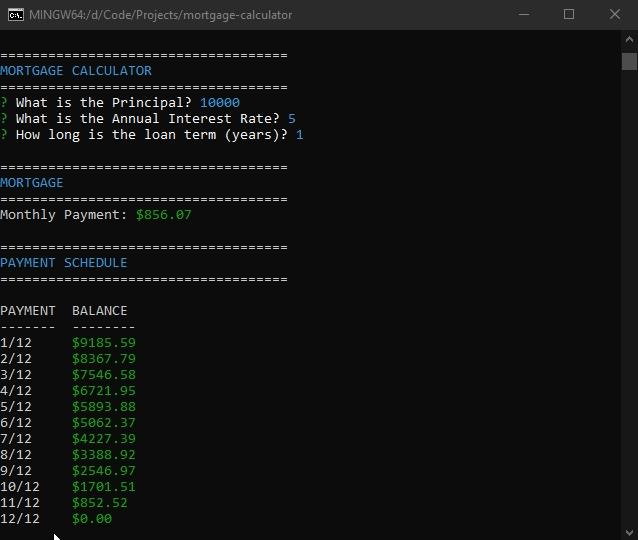 MINGW64:/d/Code/Projects/mortgage-calculator
====================================
MORTGAGE CALCULATOR
====================================
? What is the Principal? 10000
? What is the Annual Interest Rate? 5
? How long is the loan term (years)? 1
====================================
MORTGAGE
====================================
Monthly Payment: $856.07
====================================
PAYMENT SCHEDULE
====================================
PAYMENT  BALANCE
-------  --------
1/12     $9185.59
2/12     $8367.79
3/12     $7546.58
4/12     $6721.95
5/12     $5893.88
6/12     $5062.37
7/12     $4227.39
8/12     $3388.92
9/12     $2546.97
10/12    $1701.51
11/12    $852.52
12/12    $0.00